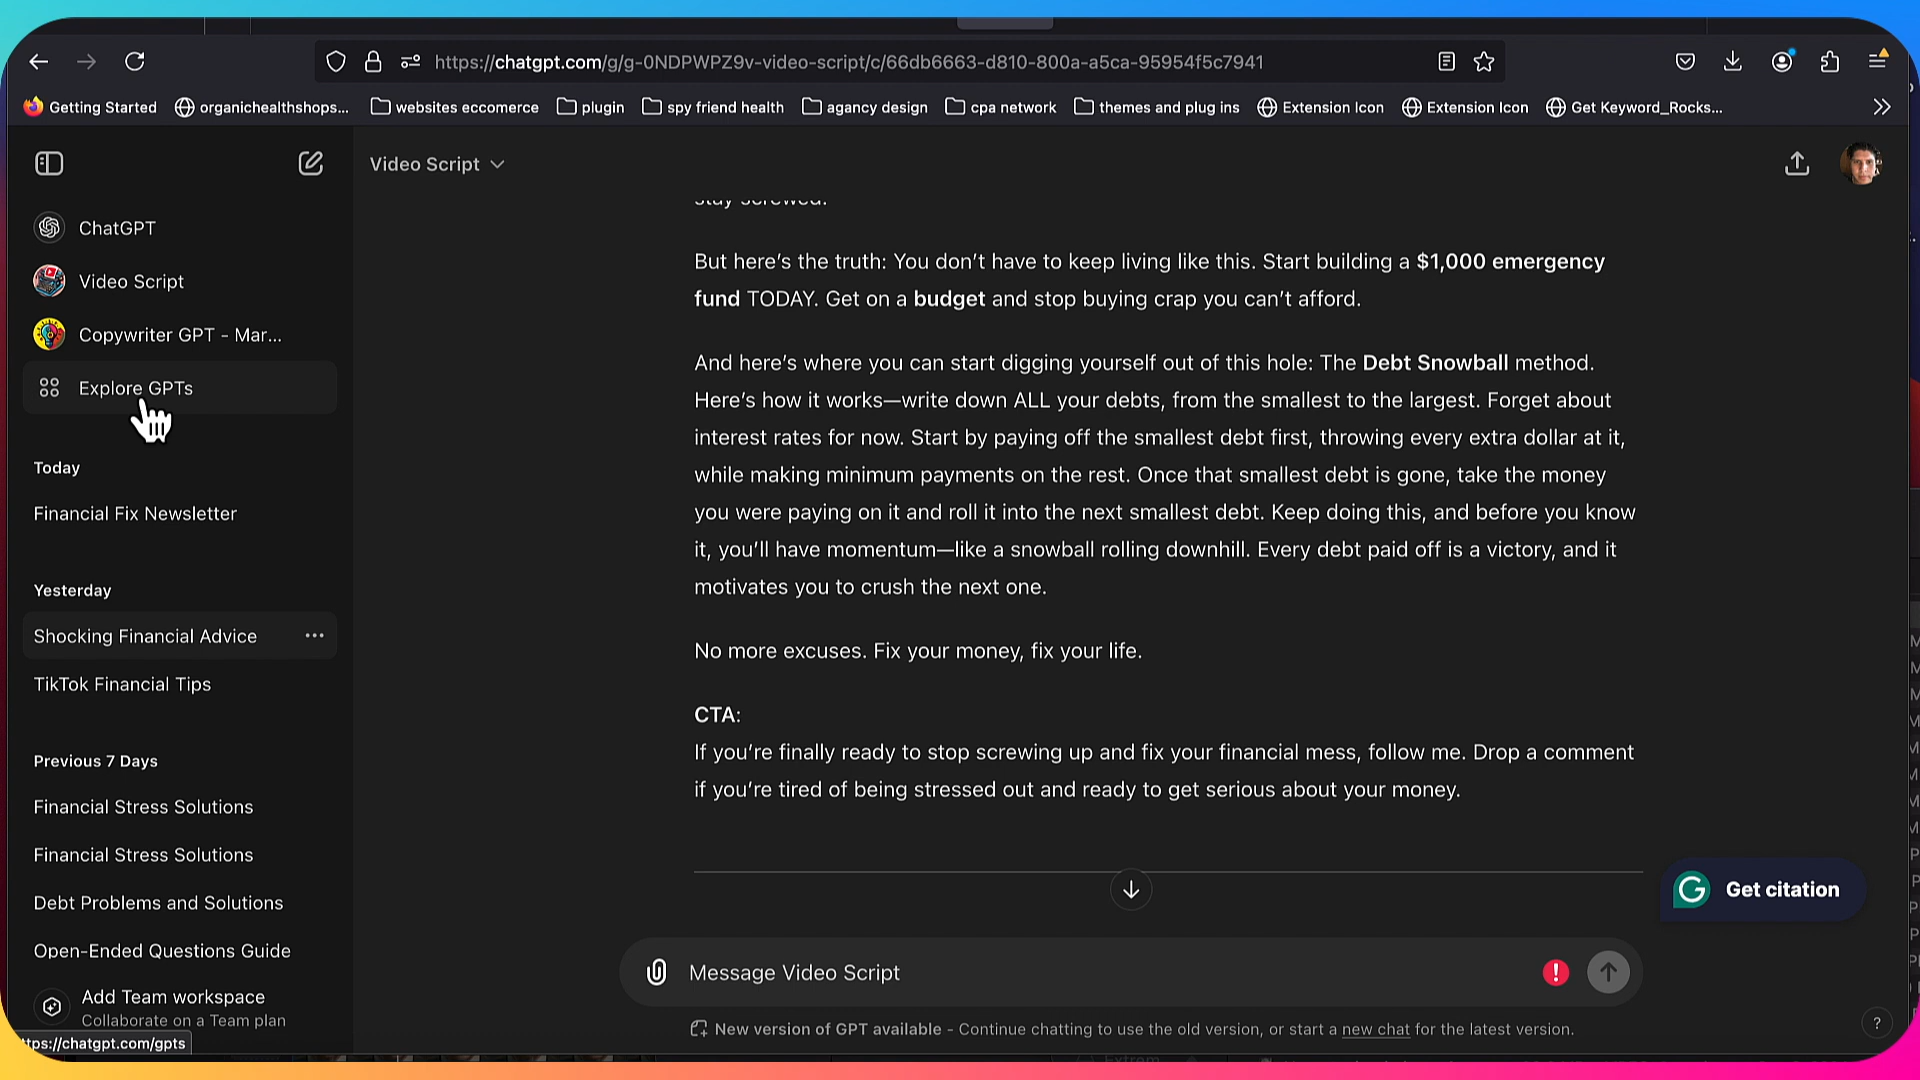 https://chatgpt.com/g/g-0NDPWPZ9v-video-script/c/66db6663-d810-800a-a5ca-95954f5c7941
Getting Started
organichealthshops...
websites eccomerce
plugin
spy friend health
agancy design
cpa network
themes and plug ins
Extension Icon
Extension Icon
Get Keyword_Rocks...
Video Script
ChatGPT
Video Script
Copywriter GPT - Mar...
Explore GPTs
Today
Financial Fix Newsletter
Yesterday
Shocking Financial Advice
TikTok Financial Tips
Previous 7 Days
Financial Stress Solutions
Financial Stress Solutions
Debt Problems and Solutions
Open-Ended Questions Guide
Add Team workspace
Collaborate on a Team plan
tps://chatgpt.com/gpts
stay screwed.
But here's the truth: You don't have to keep living like this. Start building a $1,000 emergency
fund TODAY. Get on a budget and stop buying crap you can't afford.
And here's where you can start digging yourself out of this hole: The Debt Snowball method.
Here's how it works—write down ALL your debts, from the smallest to the largest. Forget about
interest rates for now. Start by paying off the smallest debt first, throwing every extra dollar at it,
while making minimum payments on the rest. Once that smallest debt is gone, take the money
you were paying on it and roll it into the next smallest debt. Keep doing this, and before you know
it, you'll have momentum—like a snowball rolling downhill. Every debt paid off is a victory, and it
motivates you to crush the next one.
No more excuses. Fix your money, fix your life.
CTA:
If you're finally ready to stop screwing up and fix your financial mess, follow me. Drop a comment
if you're tired of being stressed out and ready to get serious about your money.
Get citation
Message Video Script
New version of GPT available - Continue chatting to use the old version, or start a new chat for the latest version.
?